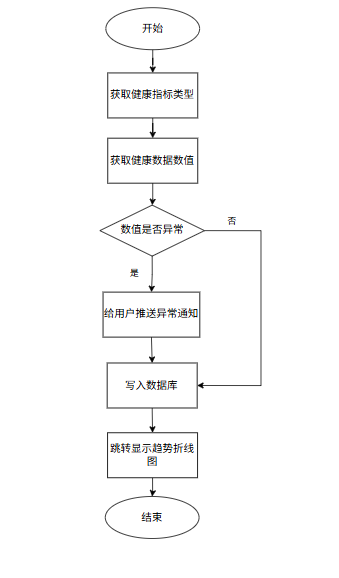 开始
获取健康指标类型
获取健康数据数值
数值是否异常
否
是
给用户推送异常通知
写入数据库
跳转显示趋势折线
图
结束